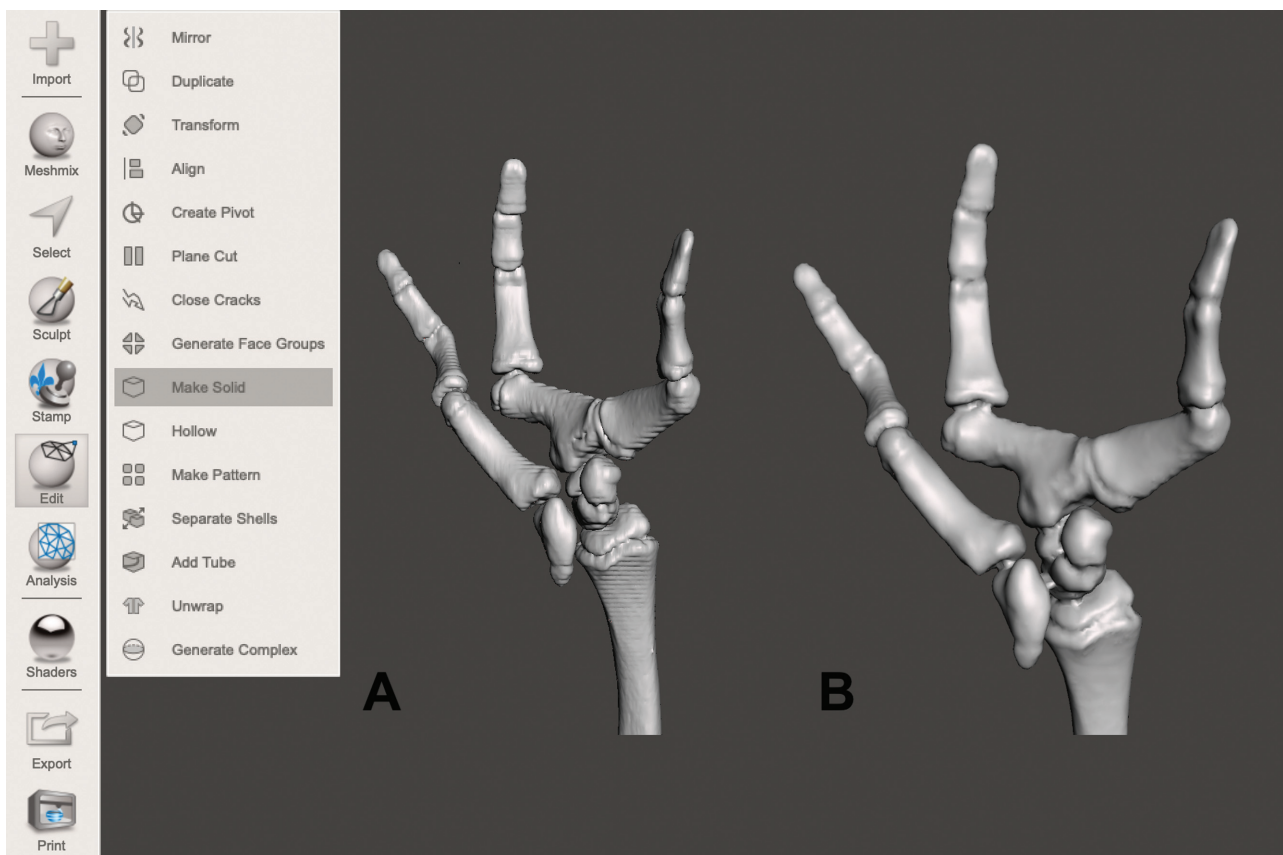 Import
Meshmix
Select
Sculpt
Stamp
Edit
Analysis
Shaders
Export
Print
Mirror
Duplicate
Transform
Align
Create Pivot
Plane Cut
Close Cracks
Generate Face Groups
Make Solid
Hollow
Make Pattern
Separate Shells
Add Tube
Unwrap
Generate Complex
A
B